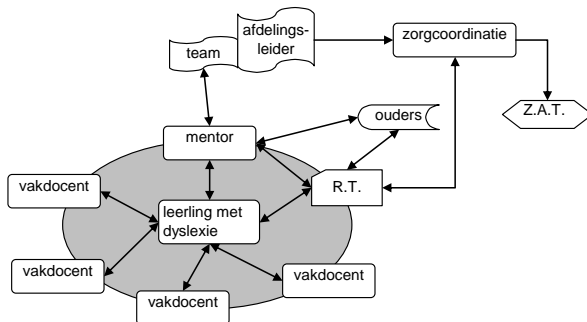 afdelings-
leider
team
zorgcoordinatie
Z.A.T.
ouders
mentor
R.T.
vakdocent
leerling met
dyslexie
vakdocent
vakdocent
vakdocent